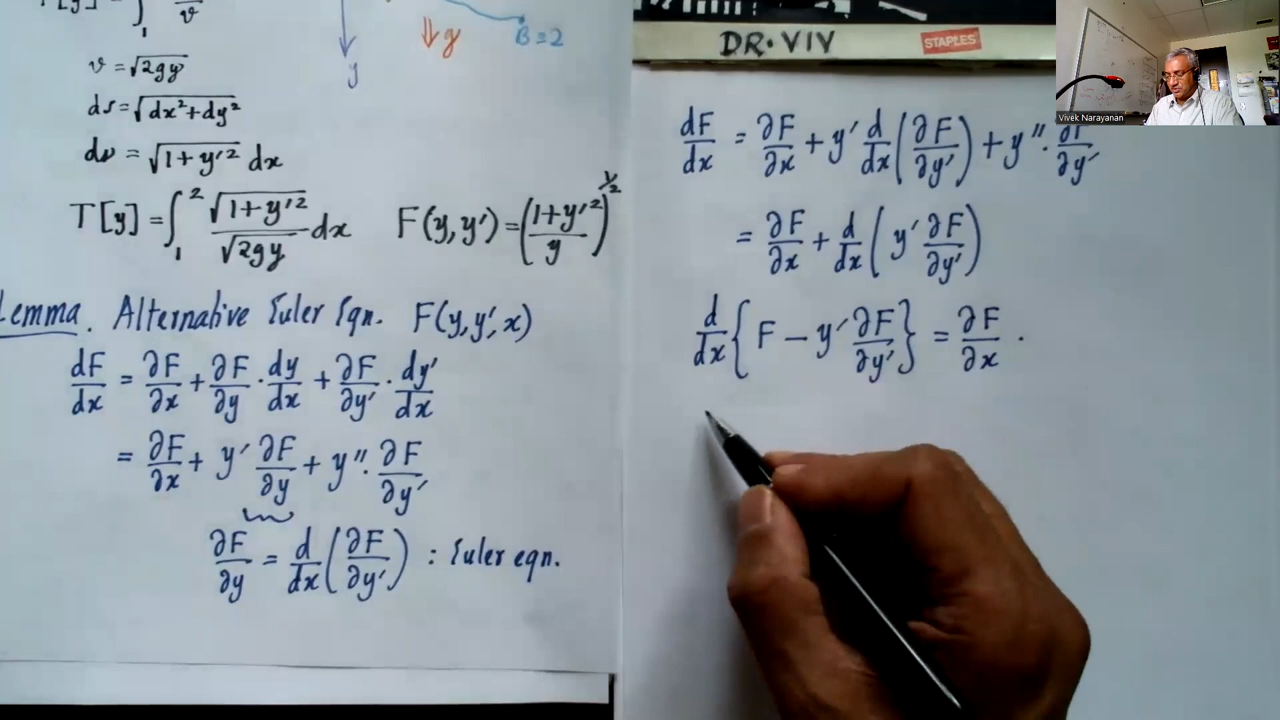 T[y] = ∫₁ ─/v
↓ y
⇓ g
B = 2
v = √2gy
ds = √dx² + dy²
ds = √1 + y'² dx
T[y] = ∫₁² √1 + y'² / √2gy dx F(y, y') = (1 + y'² / y)^½
Lemma. Alternative Euler Eqn. F(y, y', x)
dF/dx = ∂F/∂x + ∂F/∂y · dy/dx + ∂F/∂y' · dy'/dx
= ∂F/∂x + y' ∂F/∂y + y'' · ∂F/∂y'
∂F/∂y = d/dx (∂F/∂y') : Euler eqn.
DR. VIV
STAPLES
Vivek Narayanan
dF/dx = ∂F/∂x + y' d/dx (∂F/∂y') + y'' · ∂F/∂y'
= ∂F/∂x + d/dx (y' ∂F/∂y')
d/dx {F − y' ∂F/∂y'} = ∂F/∂x .